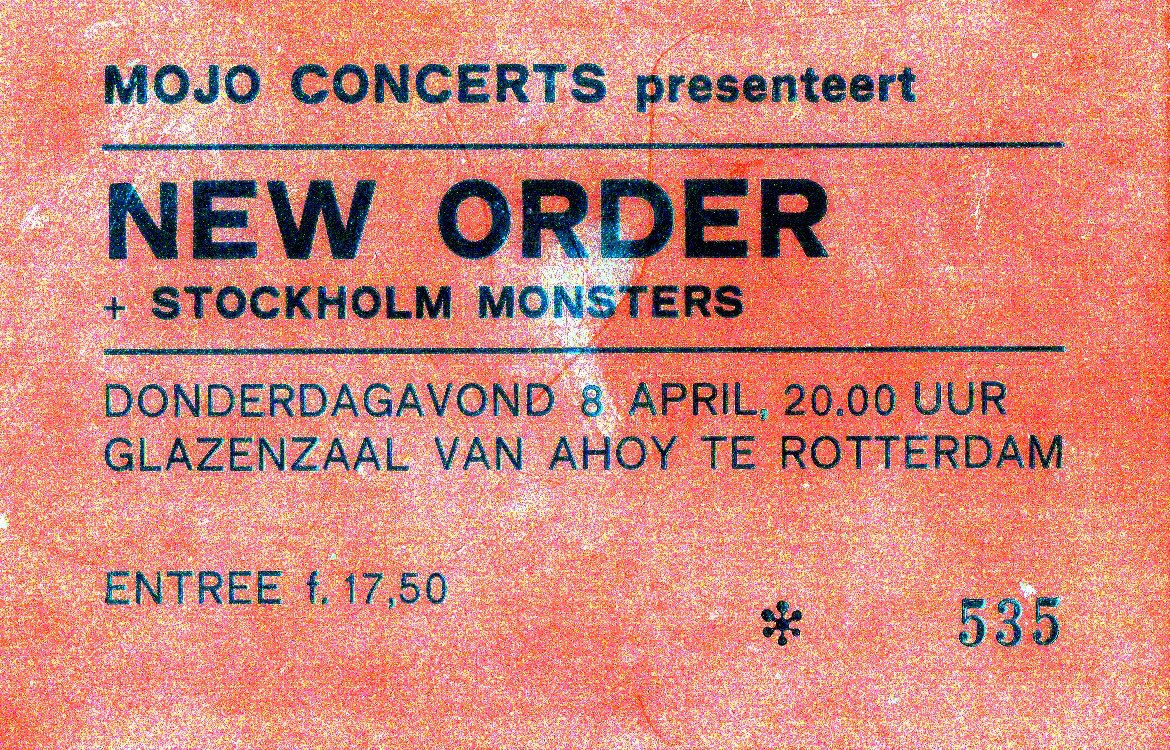 MOJO CONCERTS presenteert
NEW ORDER
+ STOCKHOLM MONSTERS
DONDERDAGAVOND 8 APRIL, 20.00 UUR
GLAZENZAAL VAN AHOY TE ROTTERDAM
ENTREE f. 17,50
* 535